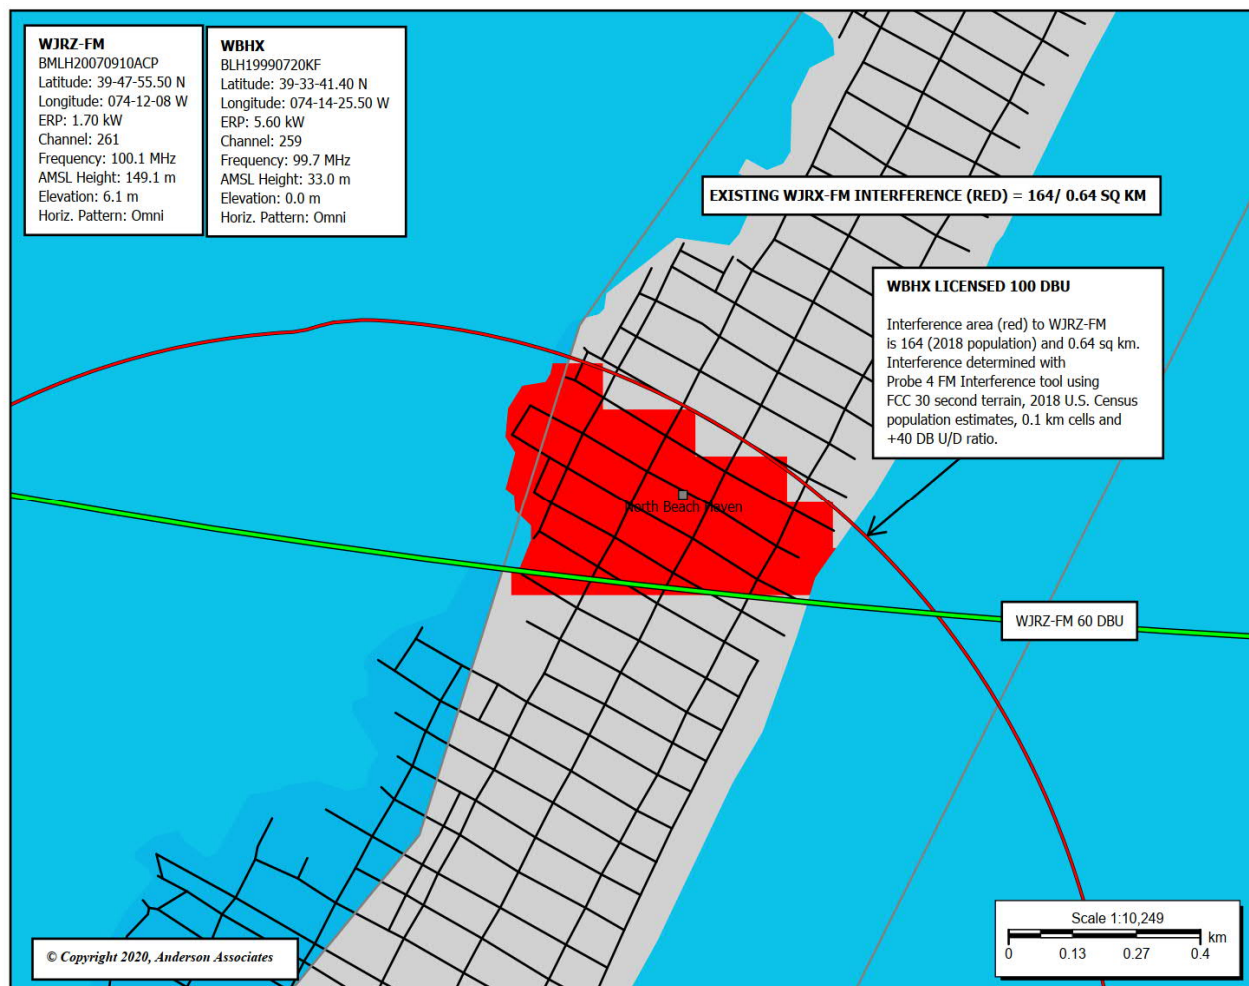 WJRZ-FM
BMLH20070910ACP
Latitude: 39-47-55.50 N
Longitude: 074-12-08 W
ERP: 1.70 kW
Channel: 261
Frequency: 100.1 MHz
AMSL Height: 149.1 m
Elevation: 6.1 m
Horiz. Pattern: Omni
WBHX
BLH19990720KF
Latitude: 39-33-41.40 N
Longitude: 074-14-25.50 W
ERP: 5.60 kW
Channel: 259
Frequency: 99.7 MHz
AMSL Height: 33.0 m
Elevation: 0.0 m
Horiz. Pattern: Omni
EXISTING WJRX-FM INTERFERENCE (RED) = 164/ 0.64 SQ KM
WBHX LICENSED 100 DBU
Interference area (red) to WJRZ-FM
is 164 (2018 population) and 0.64 sq km.
Interference determined with
Probe 4 FM Interference tool using
FCC 30 second terrain, 2018 U.S. Census
population estimates, 0.1 km cells and
+40 DB U/D ratio.
North Beach Haven
WJRZ-FM 60 DBU
Scale 1:10,249
km
0 0.13 0.27 0.4
© Copyright 2020, Anderson Associates